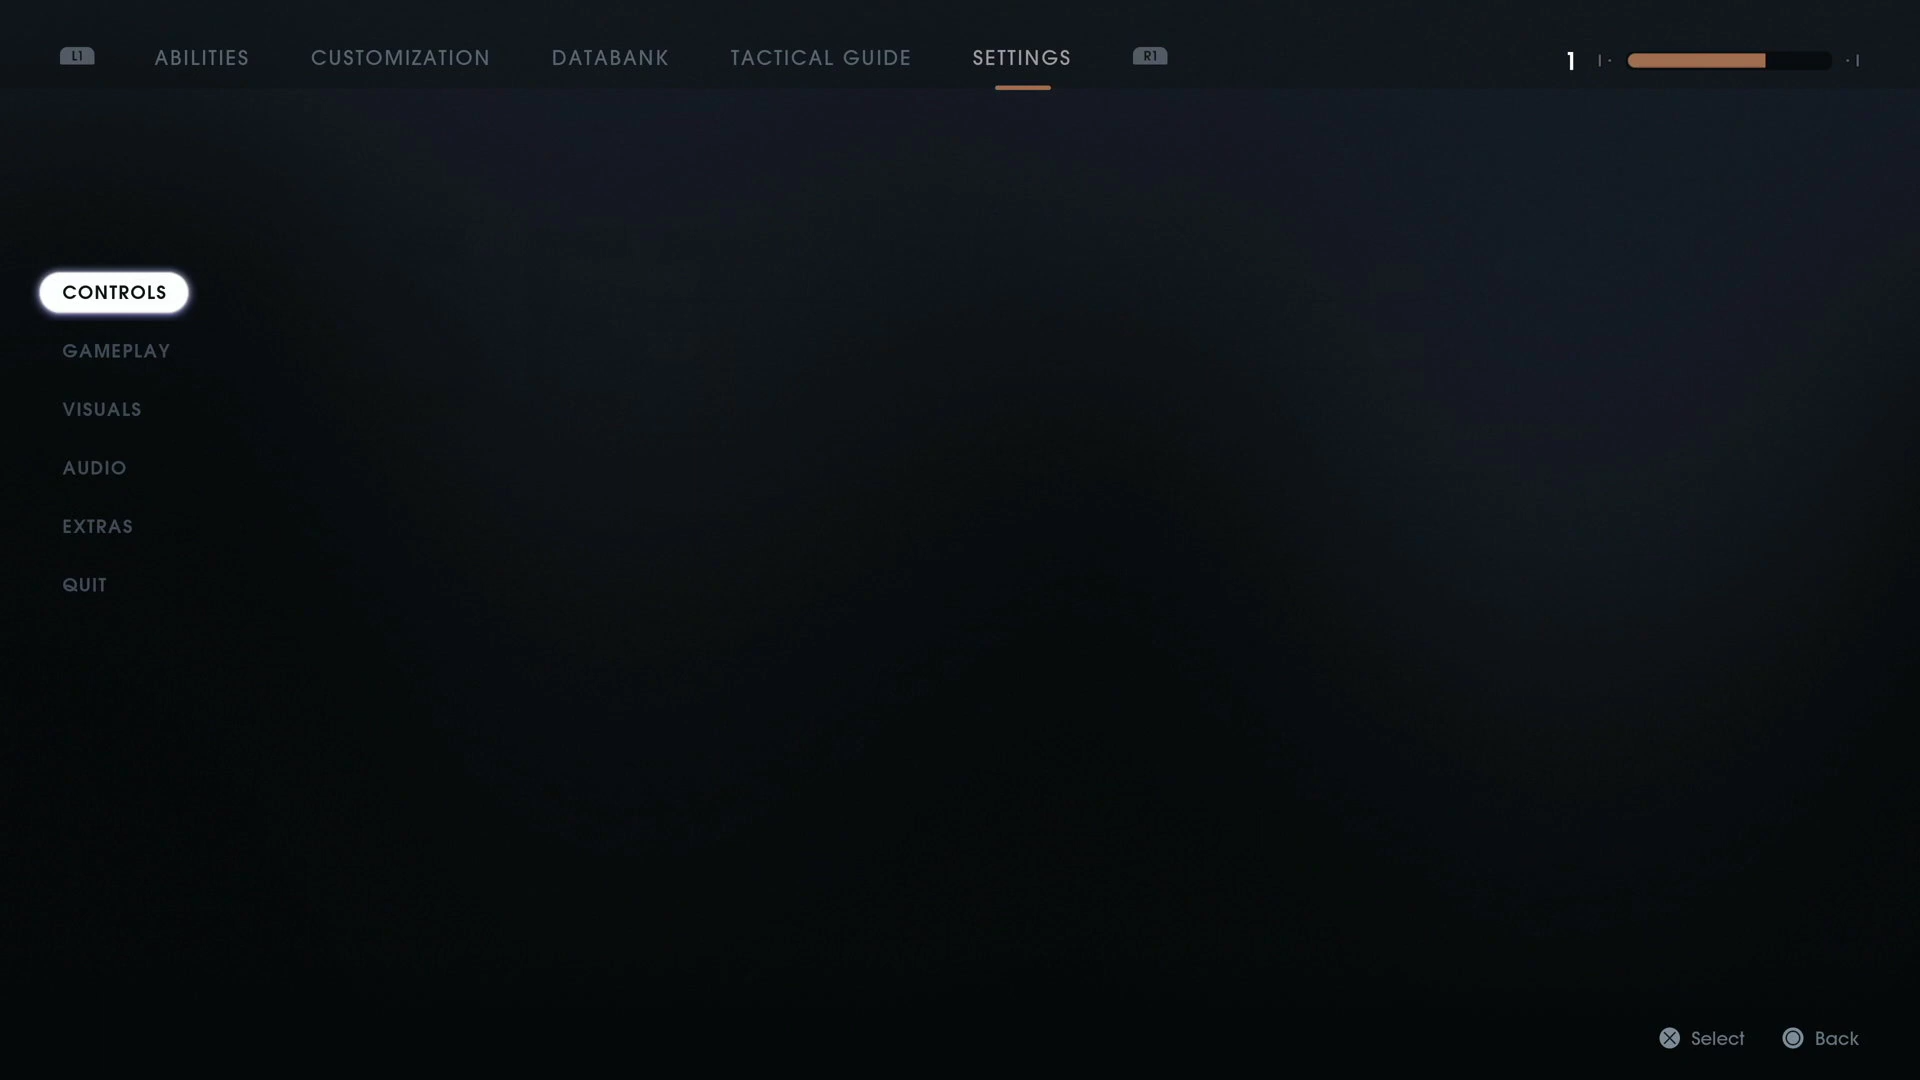 L1 ABILITIES CUSTOMIZATION DATABANK TACTICAL GUIDE SETTINGS R1 1
CONTROLS
GAMEPLAY
VISUALS
AUDIO
EXTRAS
QUIT
Select Back